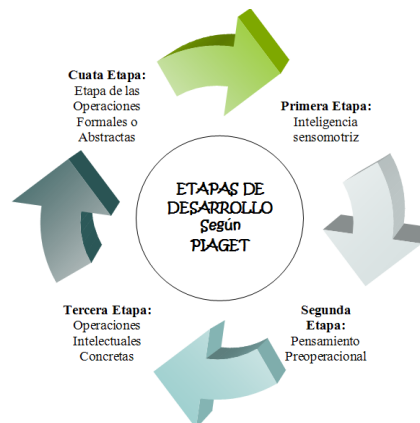 Cuata Etapa:
Etapa de las
Operaciones
Formales o
Abstractas
Primera Etapa:
Inteligencia
sensomotriz
ETAPAS DE
DESARROLLO
Según
PIAGET
Tercera Etapa:
Operaciones
Intelectuales
Concretas
Segunda
Etapa:
Pensamiento
Preoperacional